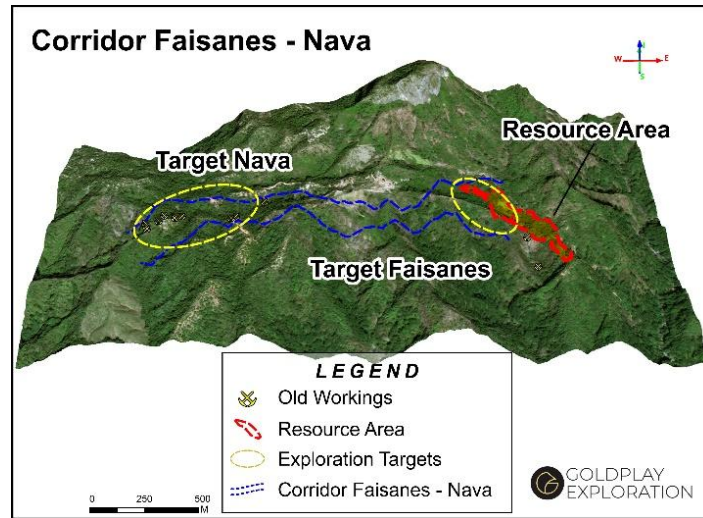 Corridor Faisanes - Nava
W E
S
Resource Area
Target Nava
Target Faisanes
LEGEND
Old Workings
Resource Area
Exploration Targets
Corridor Faisanes - Nava
0 250 500
M
GOLDPLAY
EXPLORATION